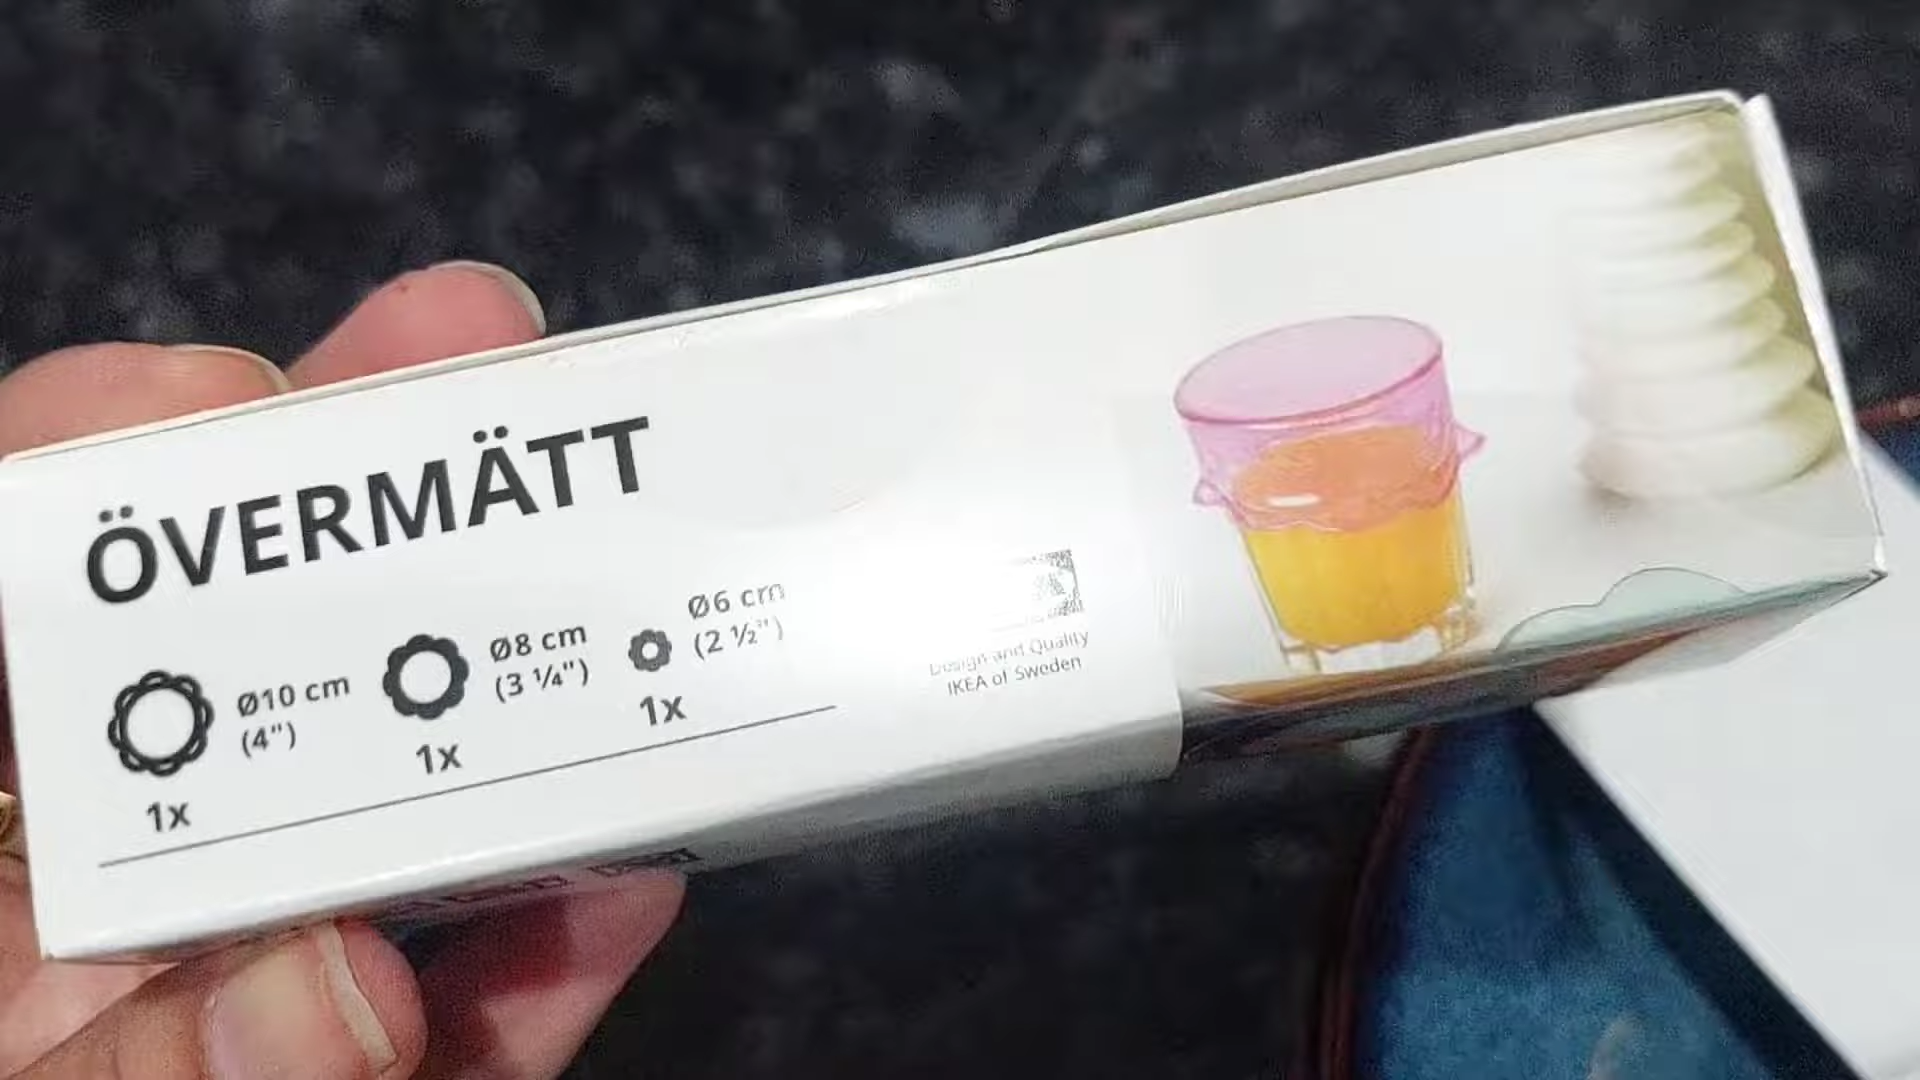 ÖVERMÄTT
Ø10 cm
(4")
1x
Ø8 cm
(3 ¼")
1x
Ø6 cm
(2 ½")
1x
Design and Quality
IKEA of Sweden